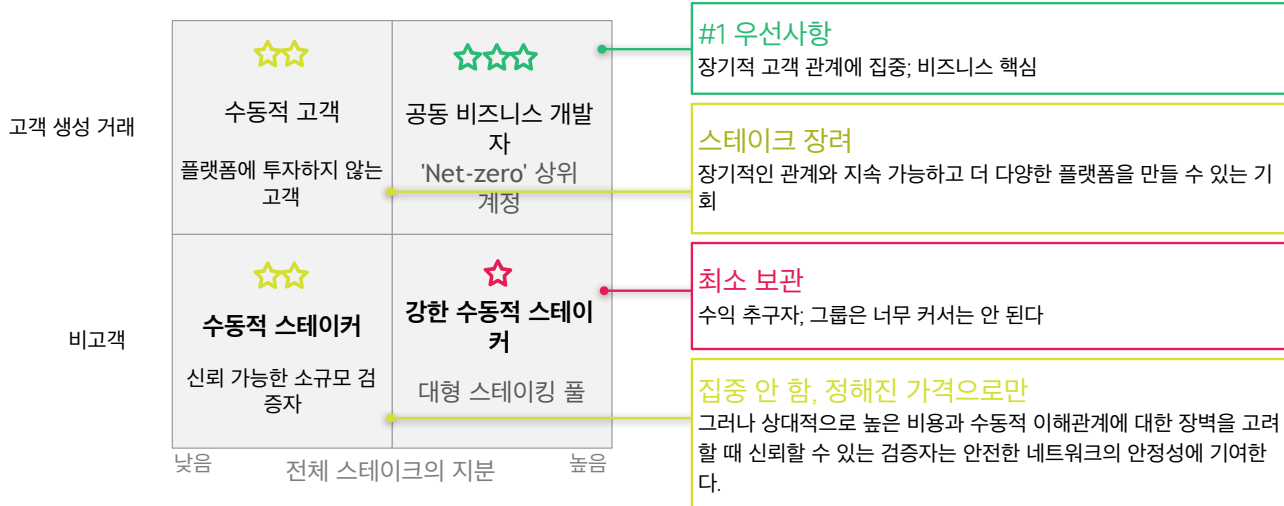 고객 생성 거래
수동적 고객
플랫폼에 투자하지 않는
고객
공동 비즈니스 개발
자
'Net-zero' 상위
계정
비고객
수동적 스테이커
신뢰 가능한 소규모 검
증자
강한 수동적 스테이
커
대형 스테이킹 풀
낮음
전체 스테이크의 지분
높음
#1 우선사항
장기적 고객 관계에 집중; 비즈니스 핵심
스테이크 장려
장기적인 관계와 지속 가능하고 더 다양한 플랫폼을 만들 수 있는 기
회
최소 보관
수익 추구자; 그룹은 너무 커서는 안 된다
집중 안 함, 정해진 가격으로만
그러나 상대적으로 높은 비용과 수동적 이해관계에 대한 장벽을 고려
할 때 신뢰할 수 있는 검증자는 안전한 네트워크의 안정성에 기여한
다.